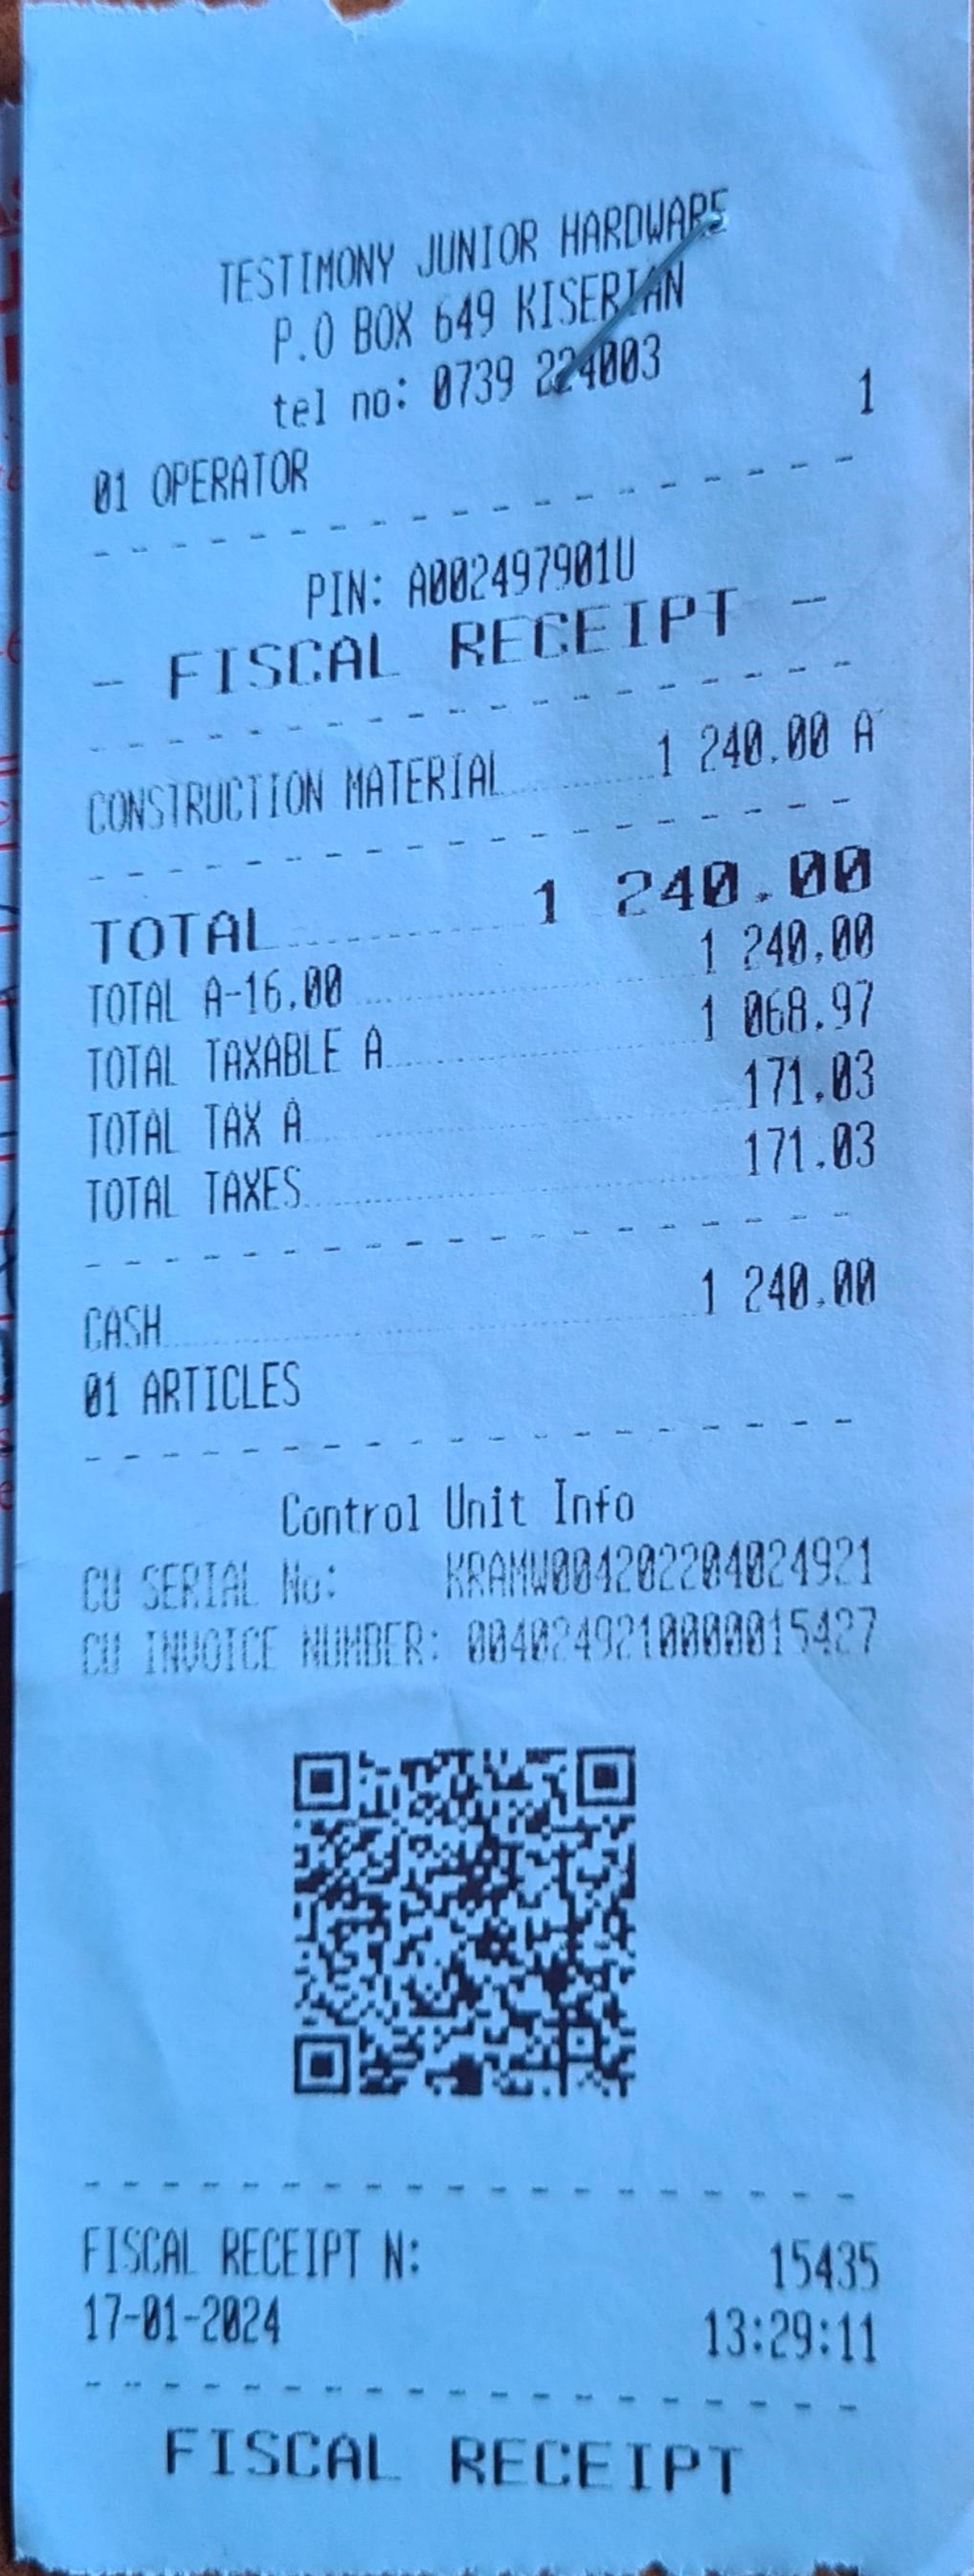 TESTIMONY JUNIOR HARDWARE
P.O BOX 649 KISERIAN
tel no: 0739 224003
1
01 OPERATOR
PIN: A002497901U
- FISCAL RECEIPT -
CONSTRUCTION MATERIAL 1 240.00 A
TOTAL 1 240.00
TOTAL A-16.00 1 240.00
TOTAL TAXABLE A 1 068.97
TOTAL TAX A 171.03
TOTAL TAXES 171.03
CASH 1 240.00
01 ARTICLES
Control Unit Info
CU SERIAL No: KRAMW004202204024921
CU INVOICE NUMBER: 0040249210000015427
FISCAL RECEIPT N: 15435
17-01-2024 13:29:11
FISCAL RECEIPT